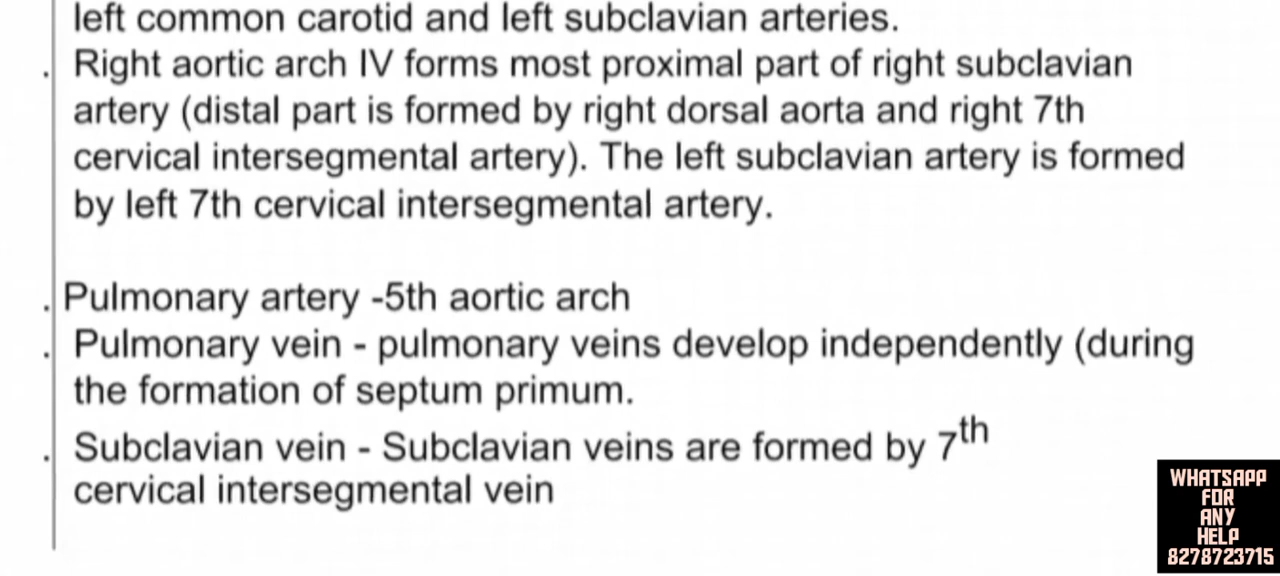 left common carotid and left subclavian arteries.
. Right aortic arch IV forms most proximal part of right subclavian
artery (distal part is formed by right dorsal aorta and right 7th
cervical intersegmental artery). The left subclavian artery is formed
by left 7th cervical intersegmental artery.
. Pulmonary artery -5th aortic arch
. Pulmonary vein - pulmonary veins develop independently (during
the formation of septum primum.
. Subclavian vein - Subclavian veins are formed by 7th
cervical intersegmental vein
WHATSAPP
FOR
ANY
HELP
8278723715